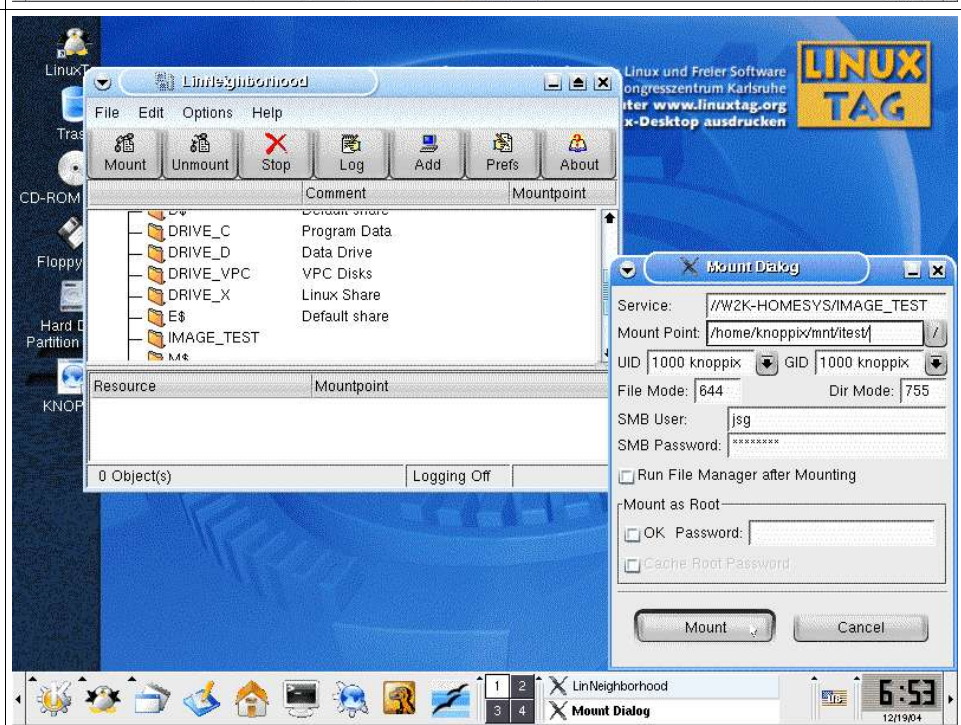 LinuxT
Tras
CD-ROM
Floppy
Hard D
Partition
KNOP
LinNeighborhood
File Edit Options Help
Mount Unmount Stop Log Add Prefs About
Comment Mountpoint
D$ Default share
DRIVE_C Program Data
DRIVE_D Data Drive
DRIVE_VPC VPC Disks
DRIVE_X Linux Share
E$ Default share
IMAGE_TEST
M$
Resource Mountpoint
0 Object(s) Logging Off
Linux und Freier Software
ongresszentrum Karlsruhe
ter www.linuxtag.org
x-Desktop ausdrucken
LINUX
TAG
Mount Dialog
Service: //W2K-HOMESYS/IMAGE_TEST
Mount Point: /home/knoppix/mnt/itest/ /
UID 1000 knoppix GID 1000 knoppix
File Mode: 644 Dir Mode: 755
SMB User: jsg
SMB Password: ********
Run File Manager after Mounting
Mount as Root
OK Password:
Cache Root Password
Mount Cancel
1 2
3 4
LinNeighborhood
Mount Dialog
us
6:53
12/19/04